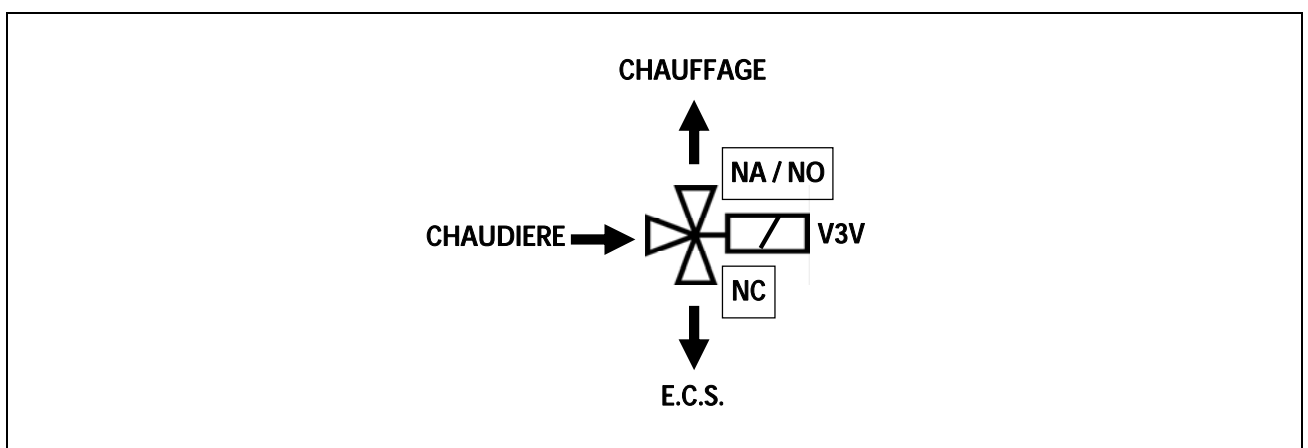 CHAUFFAGE
NA / NO
CHAUDIERE
V3V
NC
E.C.S.